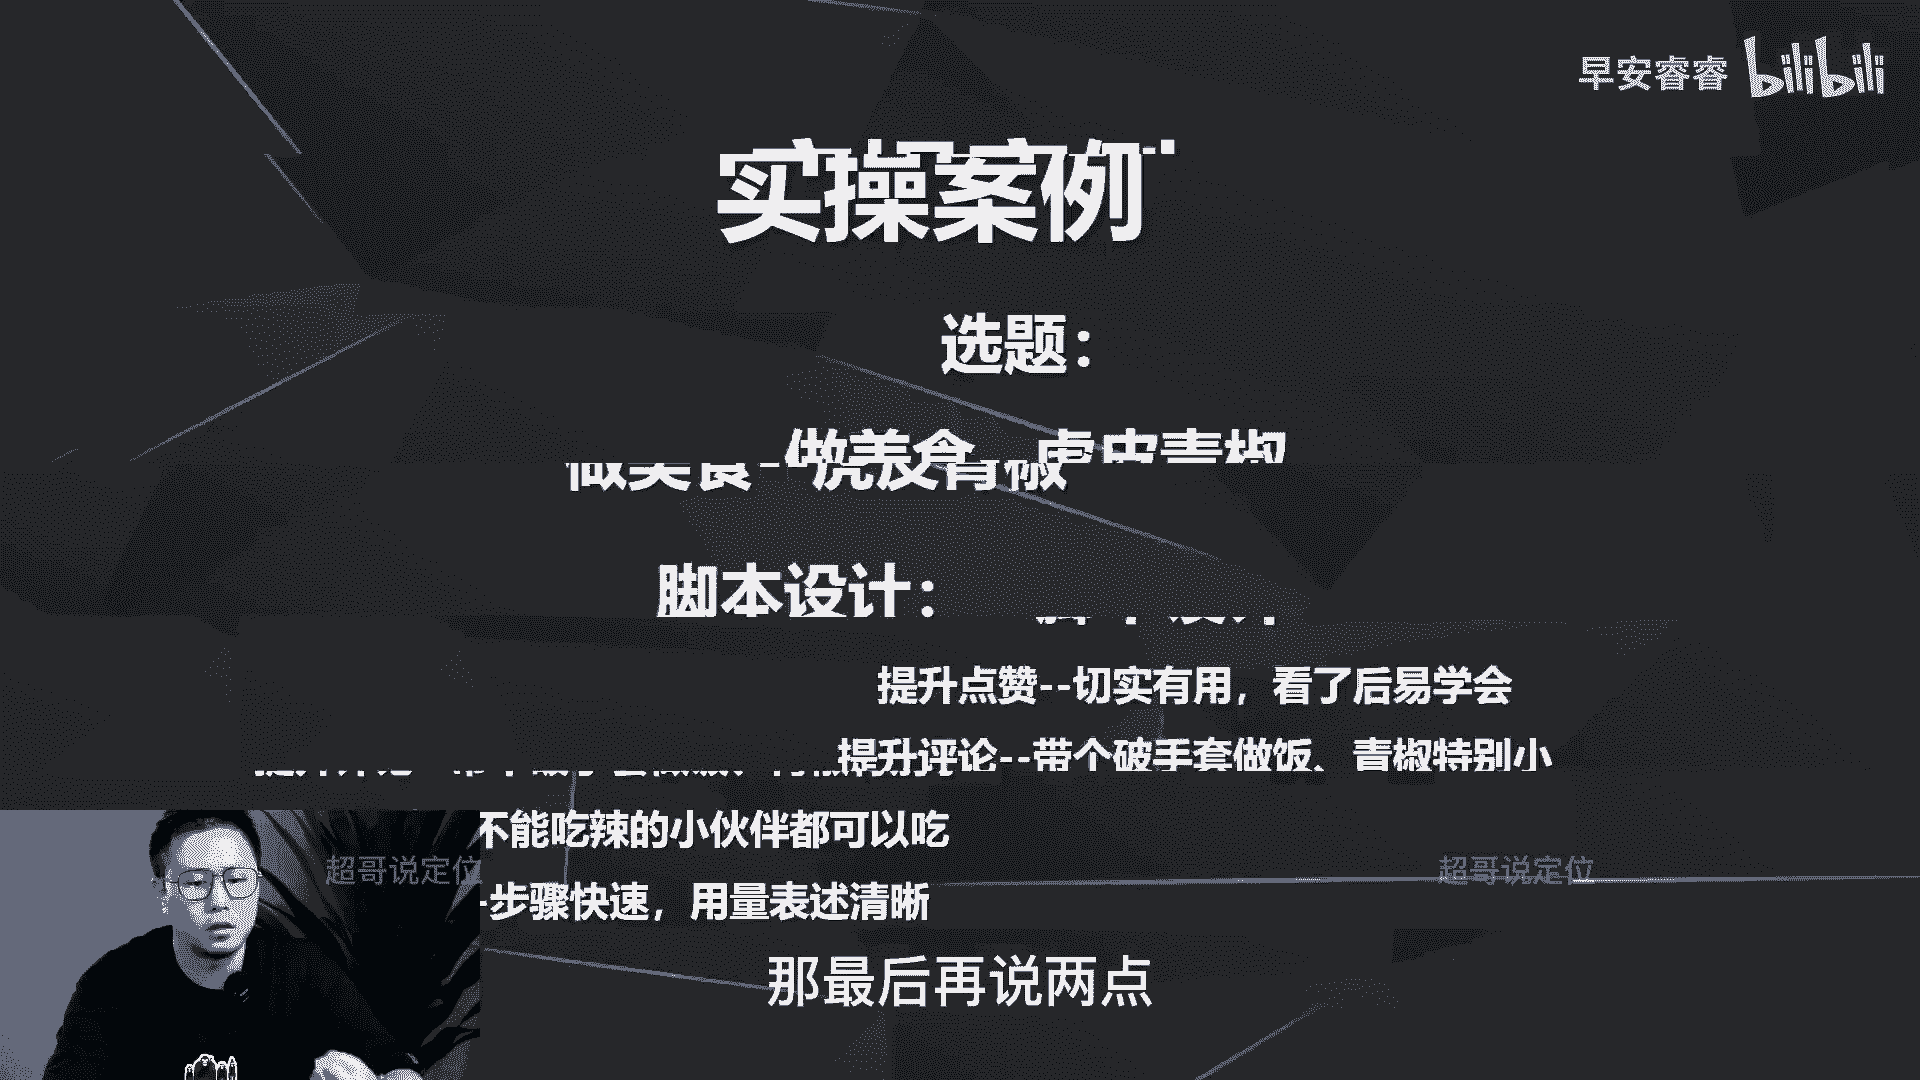 早安睿睿 bilibili
实操案例
选题：
做美食--虎皮青椒
脚本设计：
提升点赞--切实有用，看了后易学会
提升评论--带个破手套做饭、青椒特别小
不能吃辣的小伙伴都可以吃
超哥说定位
超哥说定位
-步骤快速，用量表述清晰
那最后再说两点